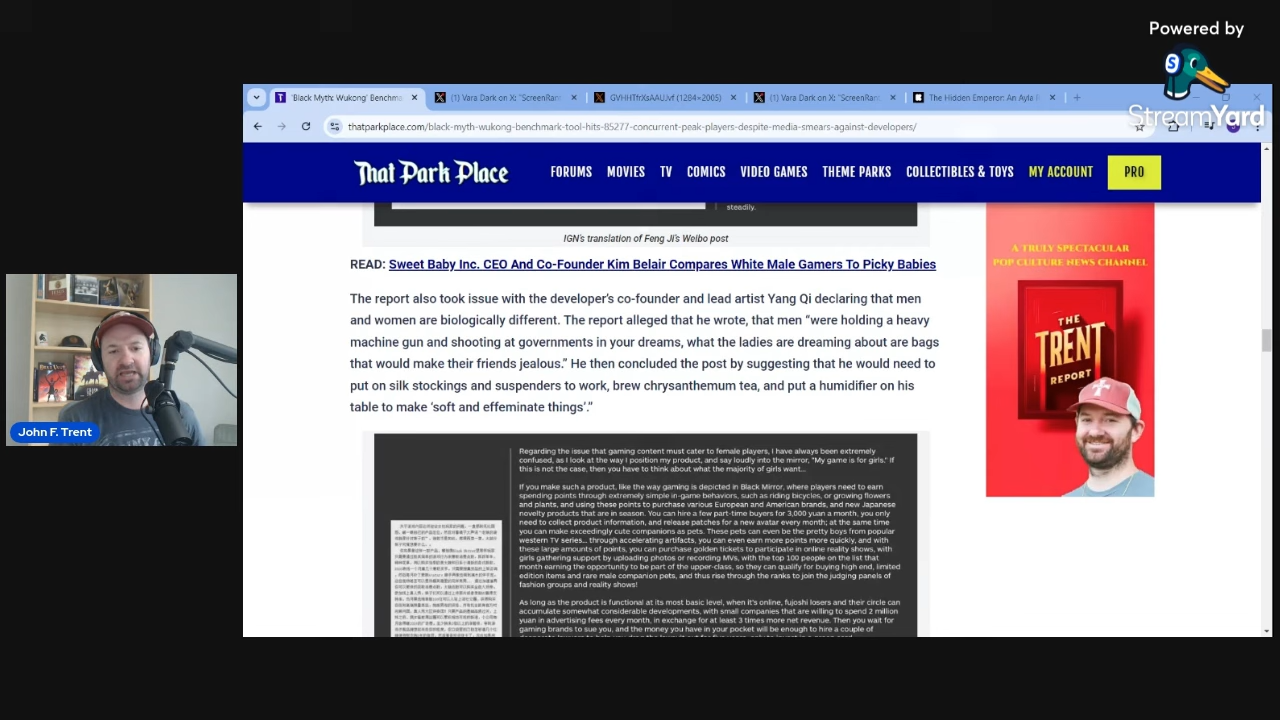 Powered by
StreamYard
'Black Myth: Wukong' Benchmo
(1) Vara Dark on X: "ScreenRan
GVHHTfrXsAAUJvf (1284×2005)
(1) Vara Dark on X: "ScreenRan
The Hidden Emperor: An Ayla R
thatparkplace.com/black-myth-wukong-benchmark-tool-hits-85277-concurrent-peak-players-despite-media-smears-against-developers/
That Park Place
FORUMS MOVIES TV COMICS VIDEO GAMES THEME PARKS COLLECTIBLES & TOYS MY ACCOUNT PRO
steadily.
IGN's translation of Feng Ji's Weibo post
READ: Sweet Baby Inc. CEO And Co-Founder Kim Belair Compares White Male Gamers To Picky Babies
The report also took issue with the developer's co-founder and lead artist Yang Qi declaring that men
and women are biologically different. The report alleged that he wrote, that men "were holding a heavy
machine gun and shooting at governments in your dreams, what the ladies are dreaming about are bags
that would make their friends jealous." He then concluded the post by suggesting that he would need to
put on silk stockings and suspenders to work, brew chrysanthemum tea, and put a humidifier on his
table to make 'soft and effeminate things'."
Regarding the issue that gaming content must cater to female players, I have always been extremely
confused, as I look at the way I position my product, and say loudly into the mirror, "My game is for girls." If
this is not the case, then you have to think about what the majority of girls want...
If you make such a product, like the way gaming is depicted in Black Mirror, where players need to earn
spending points through extremely simple in-game behaviors, such as riding bicycles, or growing flowers
and plants, and using these points to purchase various European and American brands, and new Japanese
novelty products that are in season. You can hire a few part-time buyers for 3,000 yuan a month, you only
need to collect product information, and release patches for a new avatar every month; at the same time
you can make exceedingly cute companions as pets. These pets can even be the pretty boys from popular
western TV series... through accelerating artifacts, you can even earn more points more quickly, and with
these large amounts of points, you can purchase golden tickets to participate in online reality shows, with
girls gathering support by uploading photos or recording MVs, with the top 100 people on the list that
month earning the opportunity to be part of the upper-class, so they can qualify for buying high end, limited
edition items and rare male companion pets, and thus rise through the ranks to join the judging panels of
fashion groups and reality shows!
As long as the product is functional at its most basic level, when it's online, fujoshi losers and their circle can
accumulate somewhat considerable developments, with small companies that are willing to spend 2 million
yuan in advertising fees every month, in exchange for at least 3 times more net revenue. Then you wait for
gaming brands to sue you, and the money you have in your pocket will be enough to hire a couple of
A TRULY SPECTACULAR
POP CULTURE NEWS CHANNEL
THE
TRENT
REPORT
John F. Trent